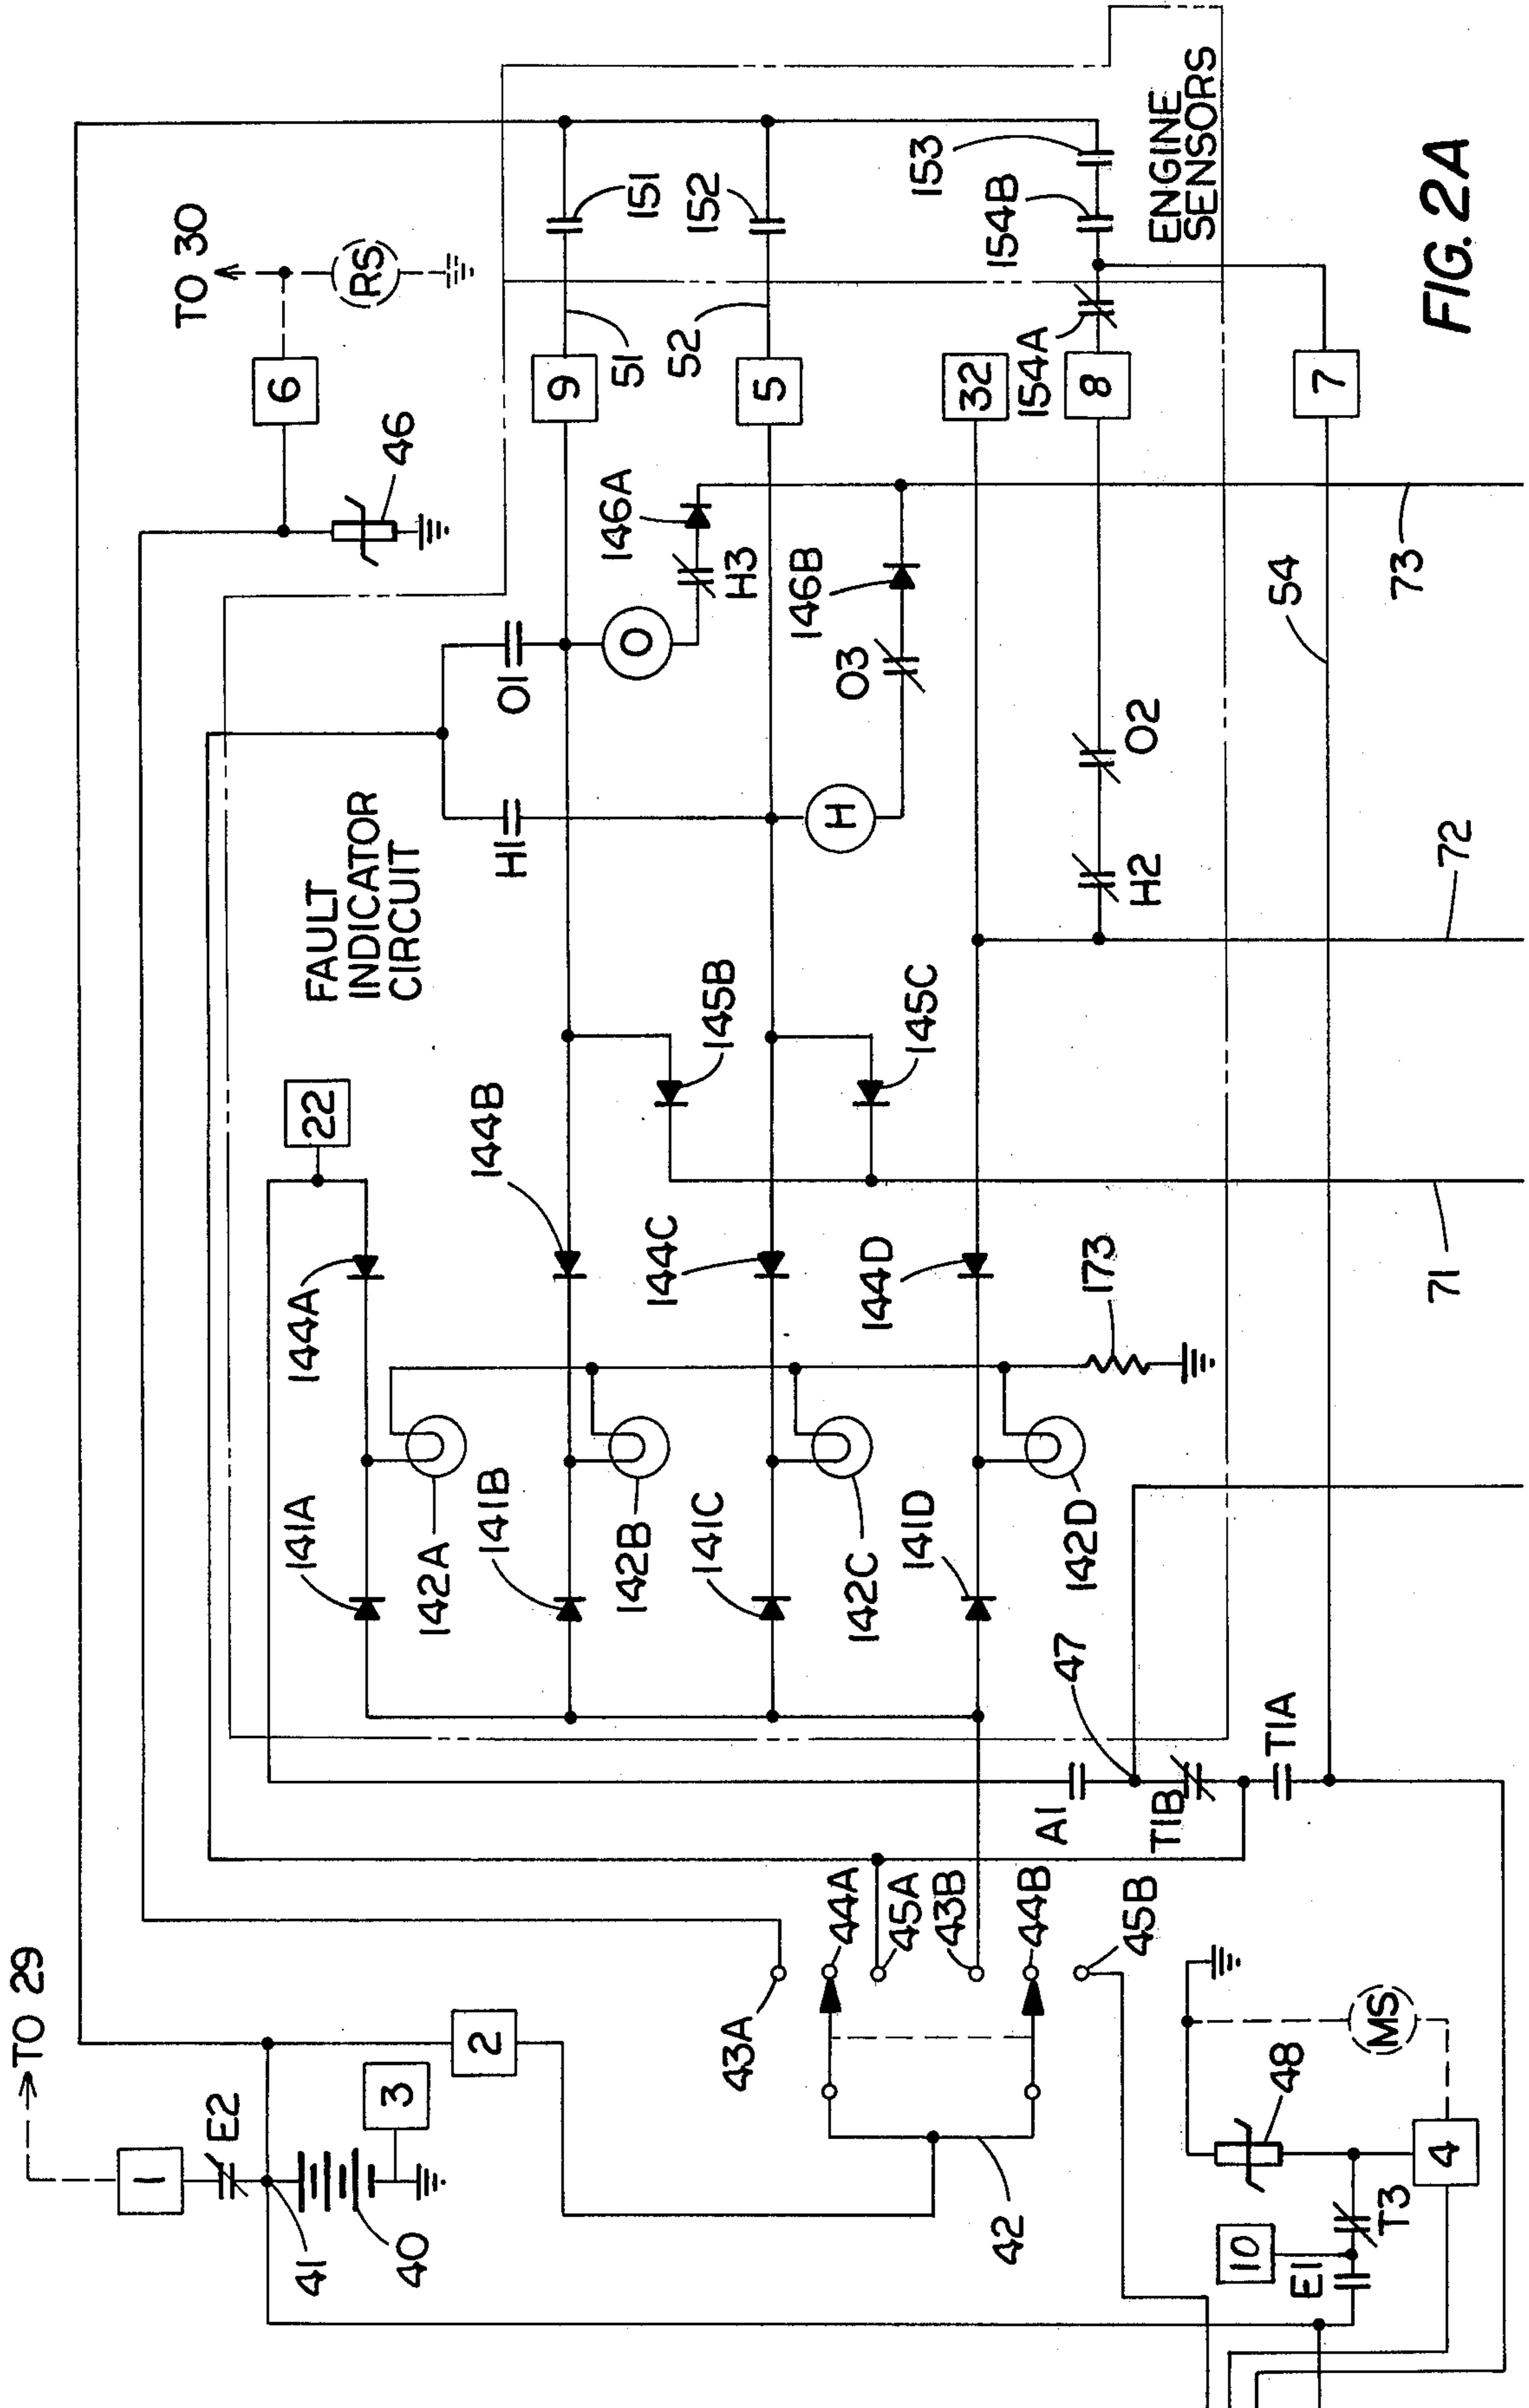 TO 29
1
E2
41
40
3
2
TO 30
RS
6
46
FAULT
INDICATOR
CIRCUIT
22
144A
141A
142A
144B
141B
142B
145B
H1
O1
O
H3
146A
9
51
151
144C
141C
142C
145C
H
O3
146B
5
52
152
144D
141D
142D
173
32
154A
8
154B
153
ENGINE
SENSORS
H2
O2
7
54
73
72
71
47
A1
T1B
T1A
43A
44A
45A
43B
44B
45B
42
MS
48
4
T3
10
E1
FIG. 2A